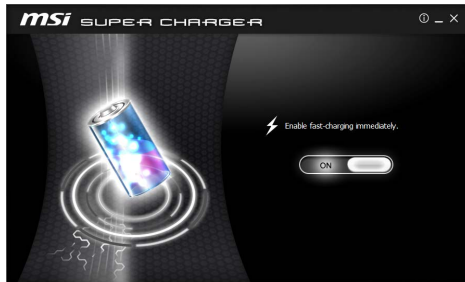 msi SUPER CHARGER
Enable fast-charging immediately.
ON